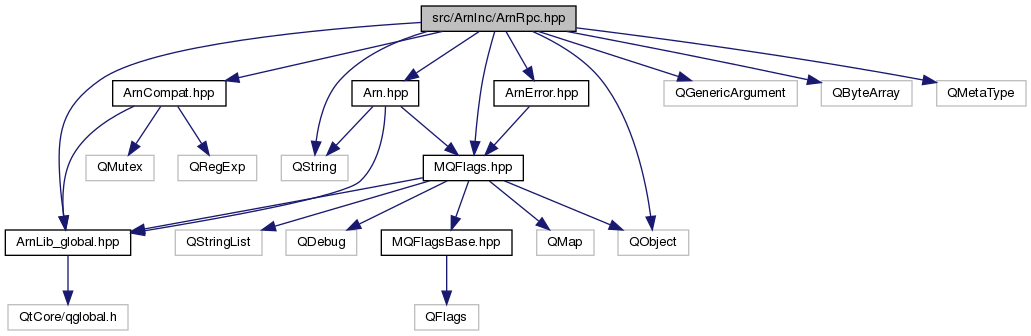 src/ArnInc/ArnRpc.hpp
ArnCompat.hpp
Arn.hpp
ArnError.hpp
QGenericArgument
QByteArray
QMetaType
QMutex
QRegExp
QString
MQFlags.hpp
ArnLib_global.hpp
QStringList
QDebug
MQFlagsBase.hpp
QMap
QObject
QtCore/qglobal.h
QFlags